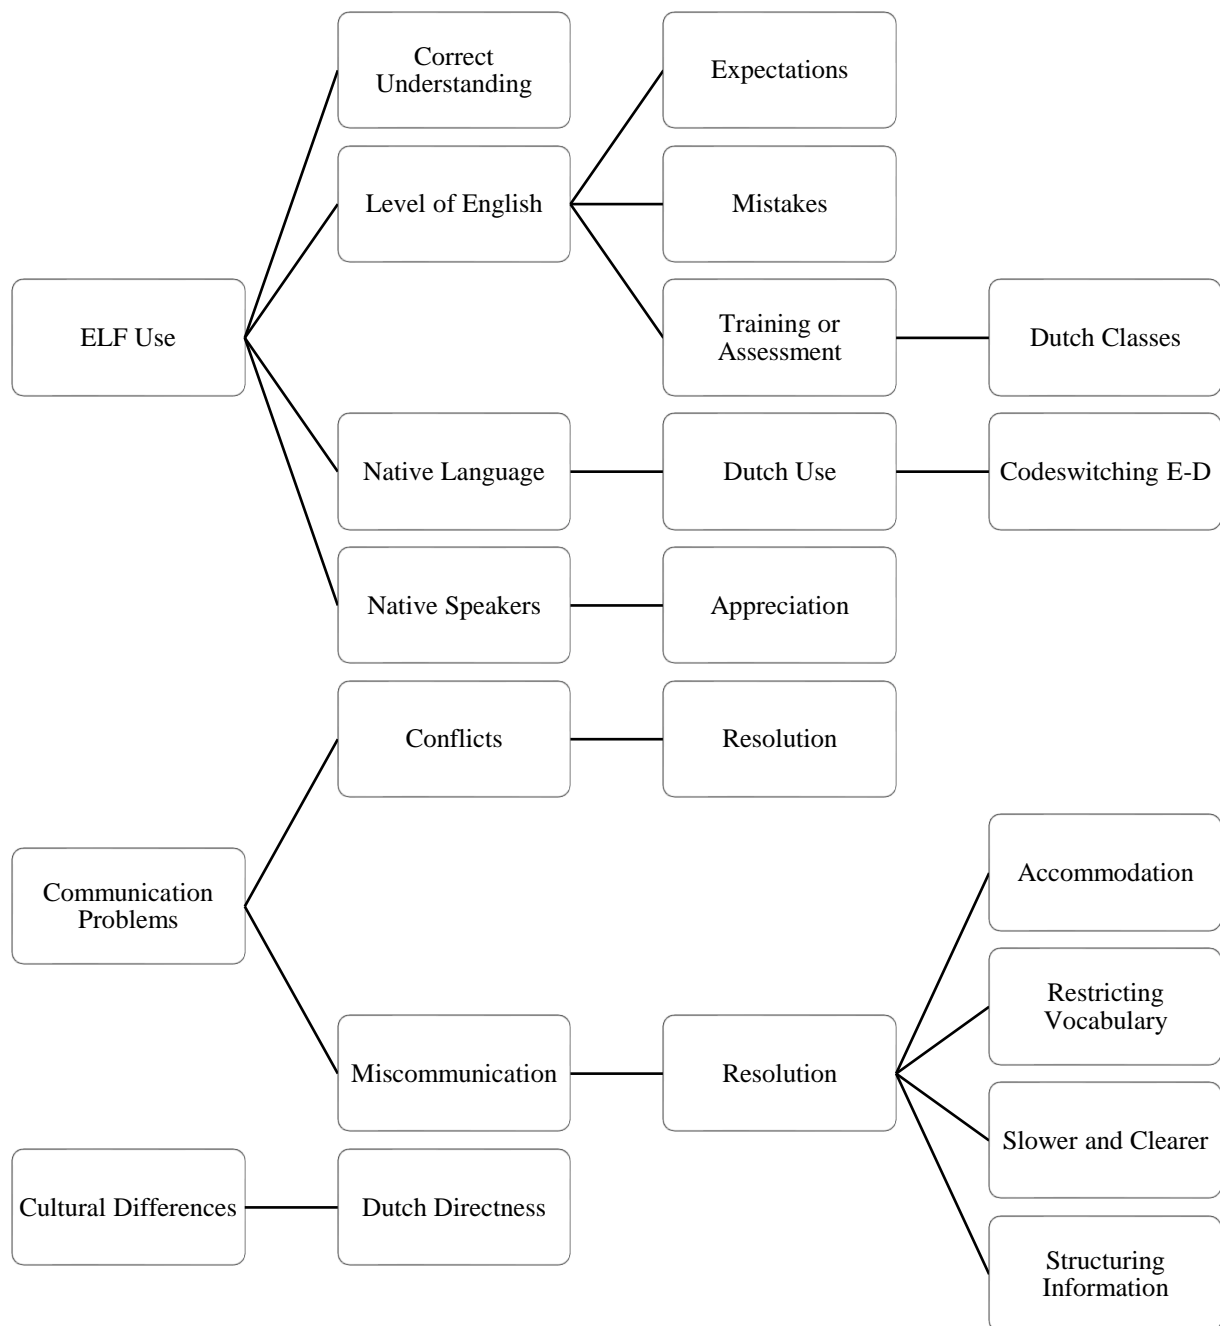 Correct
Understanding
Expectations
Level of English
Mistakes
ELF Use
Training or
Assessment
Dutch Classes
Native Language
Dutch Use
Codeswitching E-D
Native Speakers
Appreciation
Conflicts
Resolution
Communication
Problems
Accommodation
Restricting
Vocabulary
Miscommunication
Resolution
Slower and Clearer
Cultural Differences
Dutch Directness
Structuring
Information